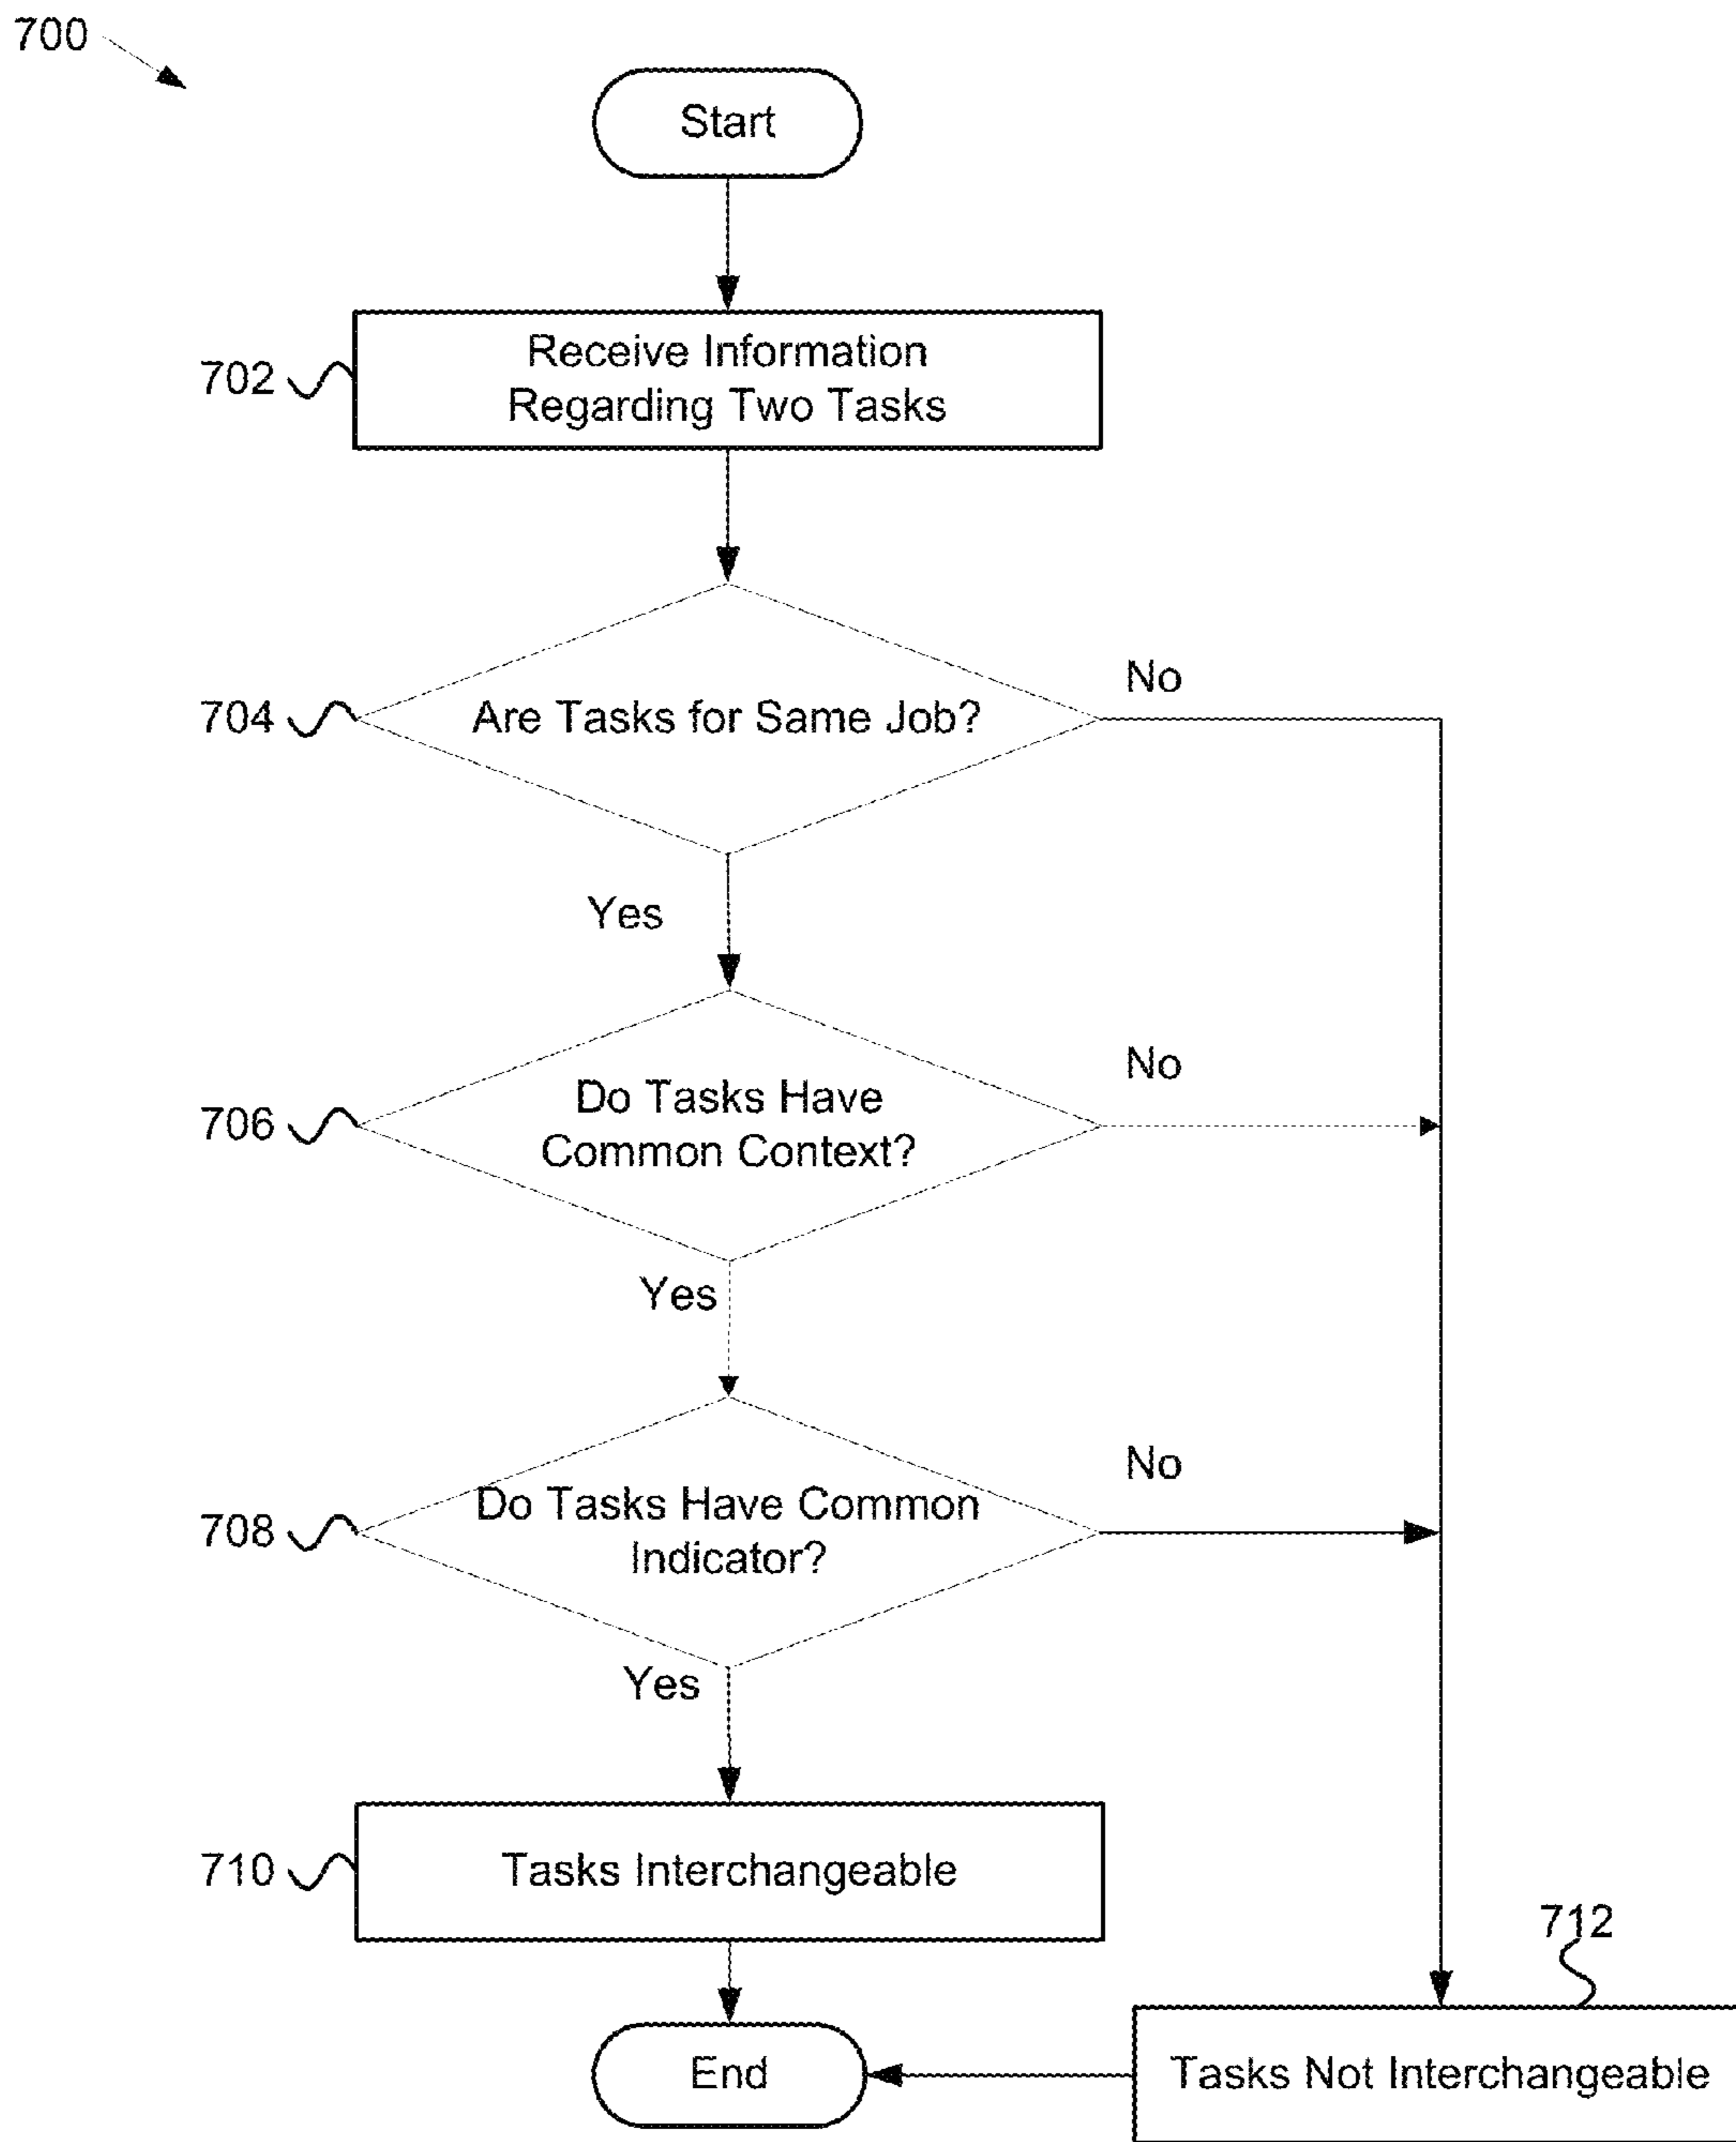 700
Start
702
Receive Information
Regarding Two Tasks
704
Are Tasks for Same Job?
No
Yes
706
Do Tasks Have
Common Context?
No
Yes
708
Do Tasks Have Common
Indicator?
No
Yes
710
Tasks Interchangeable
712
Tasks Not Interchangeable
End